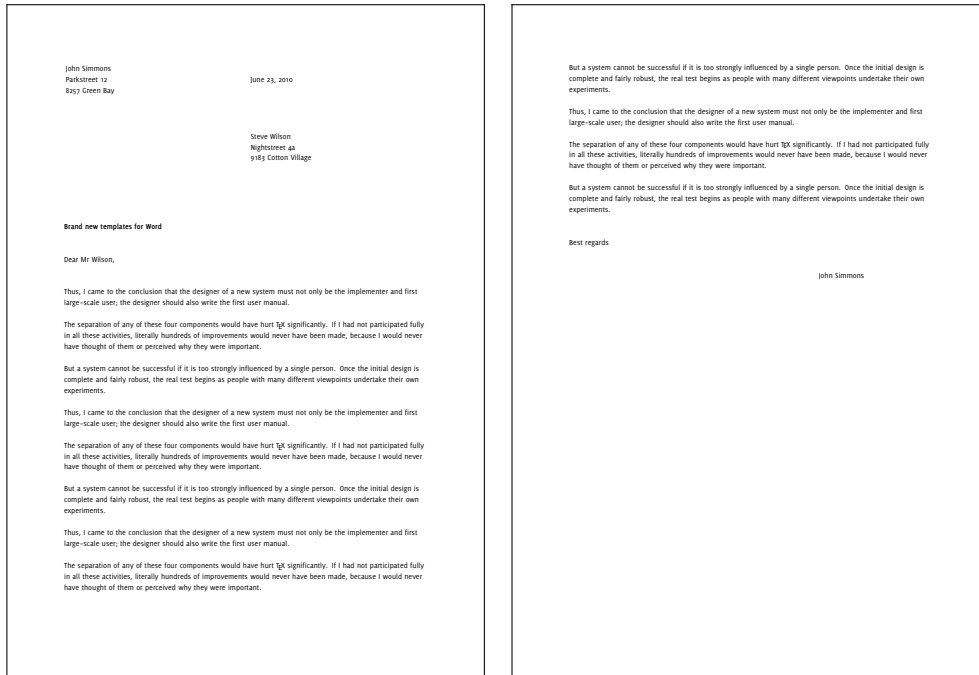 John Simmons
Parkstreet 12
8257 Green Bay
June 23, 2010
Steve Wilson
Nightstreet 4a
9183 Cotton Village
Brand new templates for Word
Dear Mr Wilson,
Thus, I came to the conclusion that the designer of a new system must not only be the implementer and first
large-scale user; the designer should also write the first user manual.
The separation of any of these four components would have hurt TEX significantly. If I had not participated fully
in all these activities, literally hundreds of improvements would never have been made, because I would never
have thought of them or perceived why they were important.
But a system cannot be successful if it is too strongly influenced by a single person. Once the initial design is
complete and fairly robust, the real test begins as people with many different viewpoints undertake their own
experiments.
Thus, I came to the conclusion that the designer of a new system must not only be the implementer and first
large-scale user; the designer should also write the first user manual.
The separation of any of these four components would have hurt TEX significantly. If I had not participated fully
in all these activities, literally hundreds of improvements would never have been made, because I would never
have thought of them or perceived why they were important.
But a system cannot be successful if it is too strongly influenced by a single person. Once the initial design is
complete and fairly robust, the real test begins as people with many different viewpoints undertake their own
experiments.
Thus, I came to the conclusion that the designer of a new system must not only be the implementer and first
large-scale user; the designer should also write the first user manual.
The separation of any of these four components would have hurt TEX significantly. If I had not participated fully
in all these activities, literally hundreds of improvements would never have been made, because I would never
have thought of them or perceived why they were important.
But a system cannot be successful if it is too strongly influenced by a single person. Once the initial design is
complete and fairly robust, the real test begins as people with many different viewpoints undertake their own
experiments.
Thus, I came to the conclusion that the designer of a new system must not only be the implementer and first
large-scale user; the designer should also write the first user manual.
The separation of any of these four components would have hurt TEX significantly. If I had not participated fully
in all these activities, literally hundreds of improvements would never have been made, because I would never
have thought of them or perceived why they were important.
But a system cannot be successful if it is too strongly influenced by a single person. Once the initial design is
complete and fairly robust, the real test begins as people with many different viewpoints undertake their own
experiments.
Best regards
John Simmons